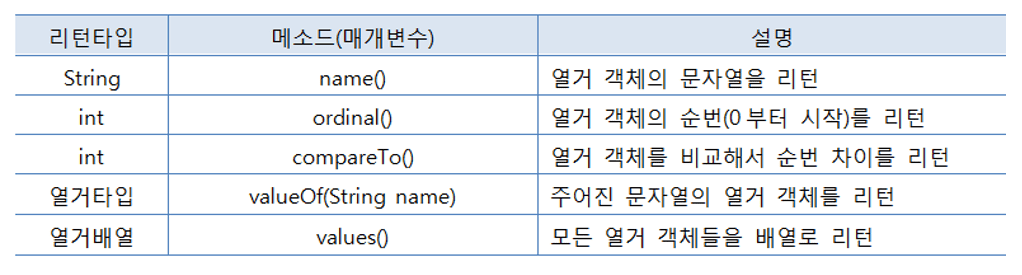 리턴타입 메소드(매개변수) 설명
String name() 열거 객체의 문자열을 리턴
int ordinal() 열거 객체의 순번(0부터 시작)를 리턴
int compareTo() 열거 객체를 비교해서 순번 차이를 리턴
열거타입 valueOf(String name) 주어진 문자열의 열거 객체를 리턴
열거배열 values() 모든 열거 객체들을 배열로 리턴